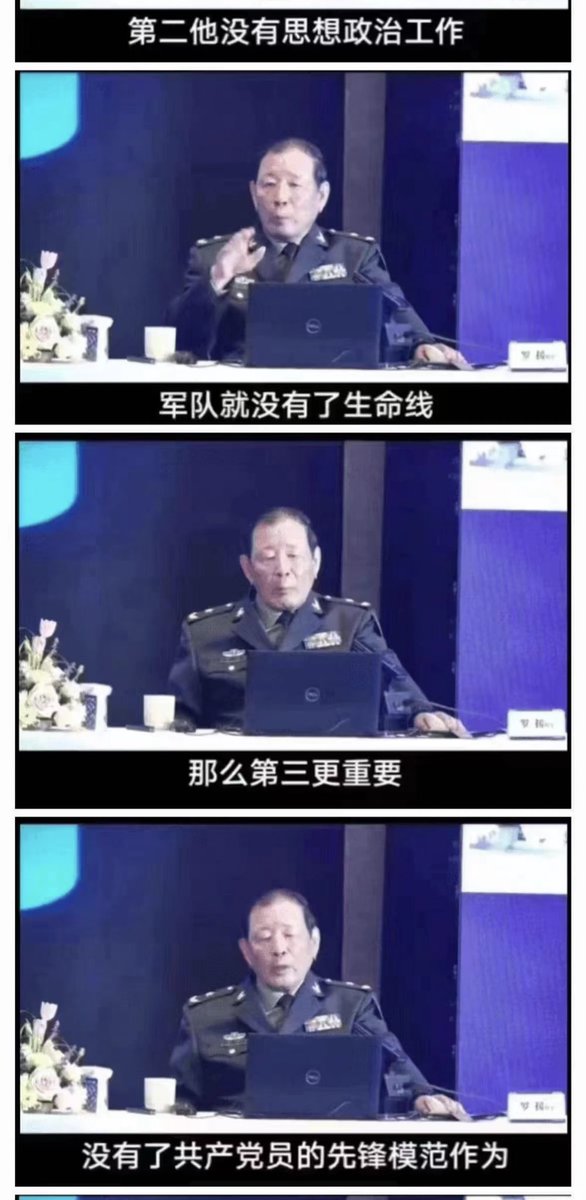 第二他没有思想政治工作
军队就没有了生命线
那么第三更重要
没有了共产党员的先锋模范作为